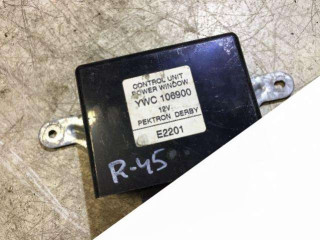 CONTROL UNIT
POWER WINDOW
YWC 106900
12V
PEKTRON DERBY
E2201
R-45